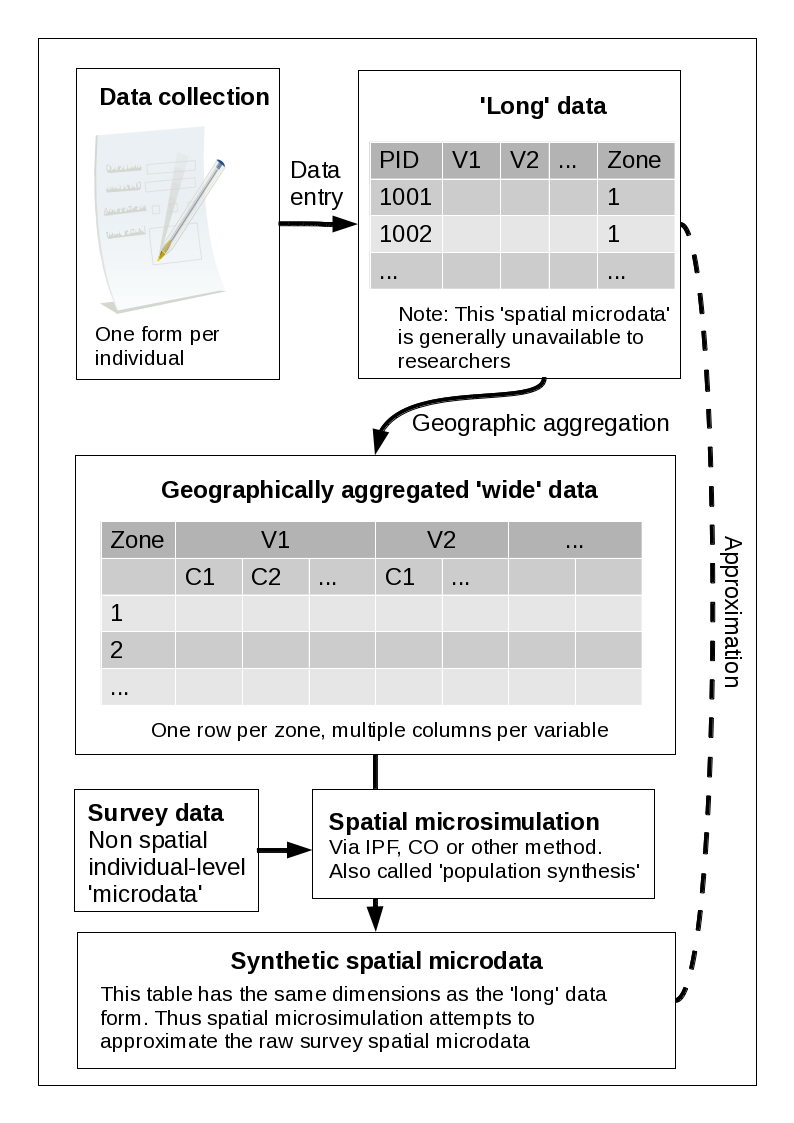 Data collection
One form per
individual
Data
entry
'Long' data
PID V1 V2 ... Zone
1001 1
1002 1
... ...
Note: This 'spatial microdata'
is generally unavailable to
researchers
Geographic aggregation
Geographically aggregated 'wide' data
Zone V1 V2 ...
C1 C2 ... C1 ...
1
2
...
One row per zone, multiple columns per variable
Approximation
Survey data
Non spatial
individual-level
'microdata'
Spatial microsimulation
Via IPF, CO or other method.
Also called 'population synthesis'
Synthetic spatial microdata
This table has the same dimensions as the 'long' data
form. Thus spatial microsimulation attempts to
approximate the raw survey spatial microdata